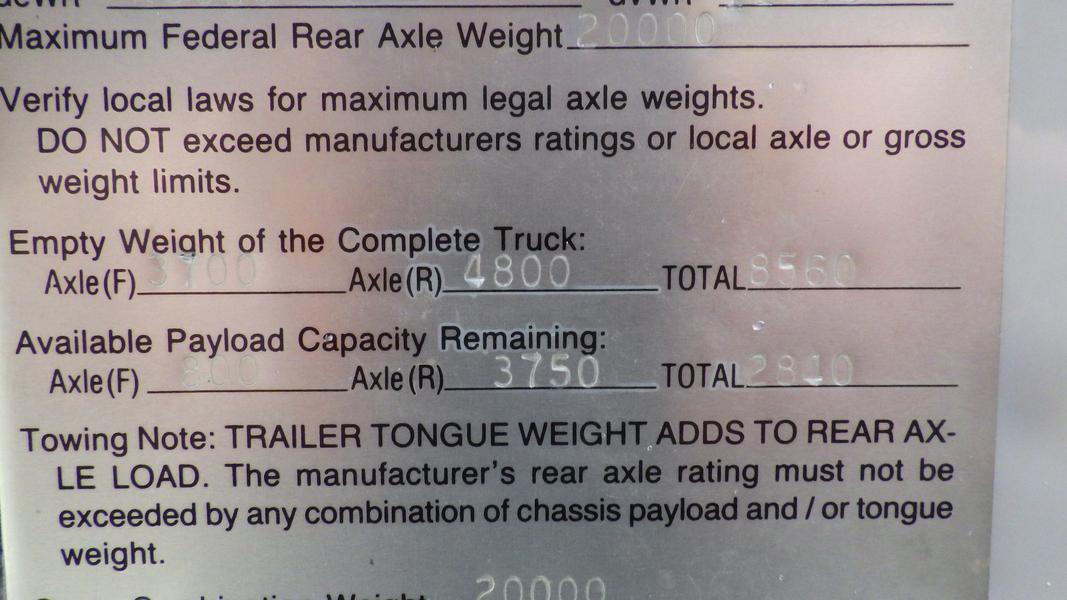 Maximum Federal Rear Axle Weight 20000
Verify local laws for maximum legal axle weights.
DO NOT exceed manufacturers ratings or local axle or gross
weight limits.
Empty Weight of the Complete Truck:
Axle (F) 3700 Axle (R) 4800 TOTAL 8560
Available Payload Capacity Remaining:
Axle (F) 800 Axle (R) 3750 TOTAL 2840
Towing Note: TRAILER TONGUE WEIGHT ADDS TO REAR AX-
LE LOAD. The manufacturer's rear axle rating must not be
exceeded by any combination of chassis payload and / or tongue
weight.
20000